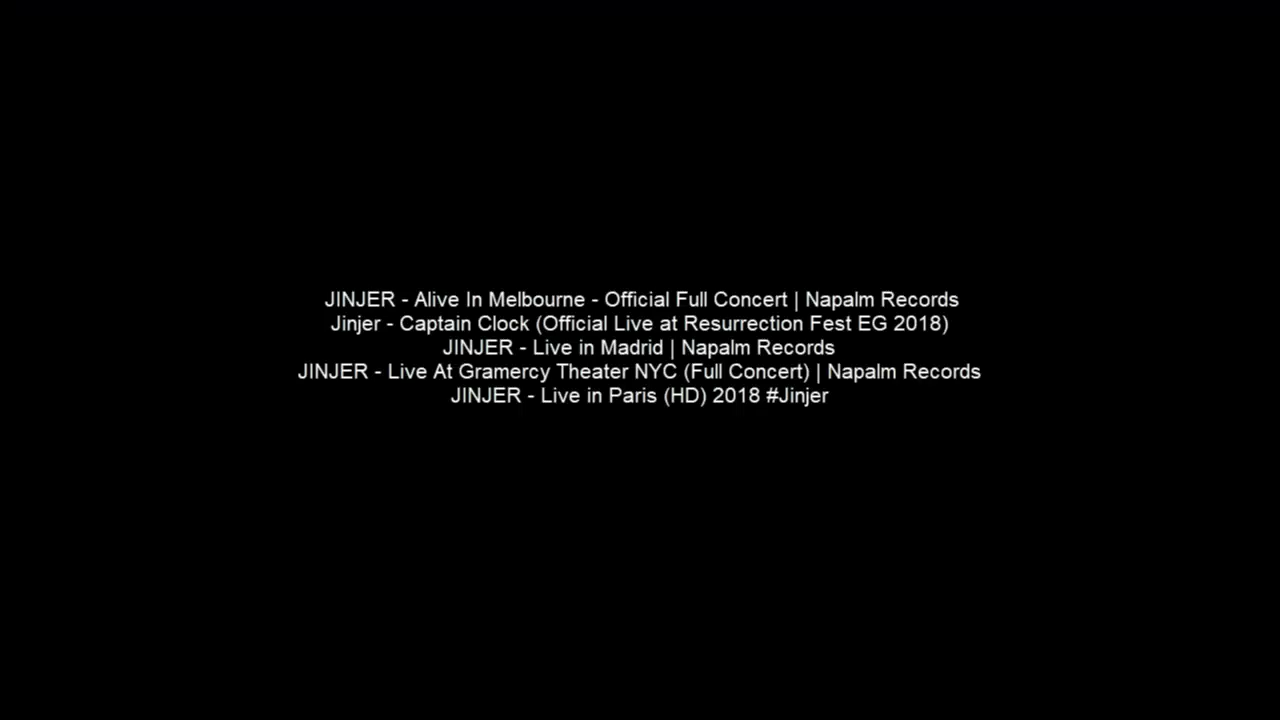 JINJER - Alive In Melbourne - Official Full Concert | Napalm Records
Jinjer - Captain Clock (Official Live at Resurrection Fest EG 2018)
JINJER - Live in Madrid | Napalm Records
JINJER - Live At Gramercy Theater NYC (Full Concert) | Napalm Records
JINJER - Live in Paris (HD) 2018 #Jinjer